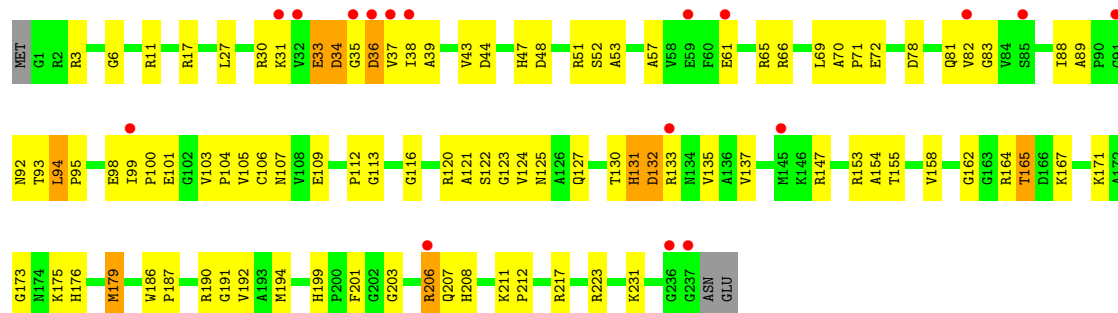 MET G1 R2 R3 G6 R11 R17 L27 R30 K31 V32 E33 D34 G35 D36 V37 I38 A39 V43 D44 H47 D48 R51 S52 A53 A57 V58 E59 F60 E61 R65 R66 L69 A70 P71 E72 D78 Q81 V82 G83 V84 S85 I88 A89 P90
N92 T93 L94 P95 E98 I99 P100 E101 G102 V103 P104 V105 C106 N107 V108 E109 P112 G113 G116 R120 A121 S122 G123 V124 N125 A126 Q127 T130 H131 D132 R133 N134 V135 A136 V137 M145 K146 R147 R153 A154 T155 V158 G162 G163 R164 T165 D166 K167 K171
G173 N174 K175 H176 M179 W186 P187 R190 G191 V192 A193 M194 H199 P200 F201 G202 G203 R206 Q207 H208 K211 P212 R217 R223 K231 G236 G237 ASN GLU